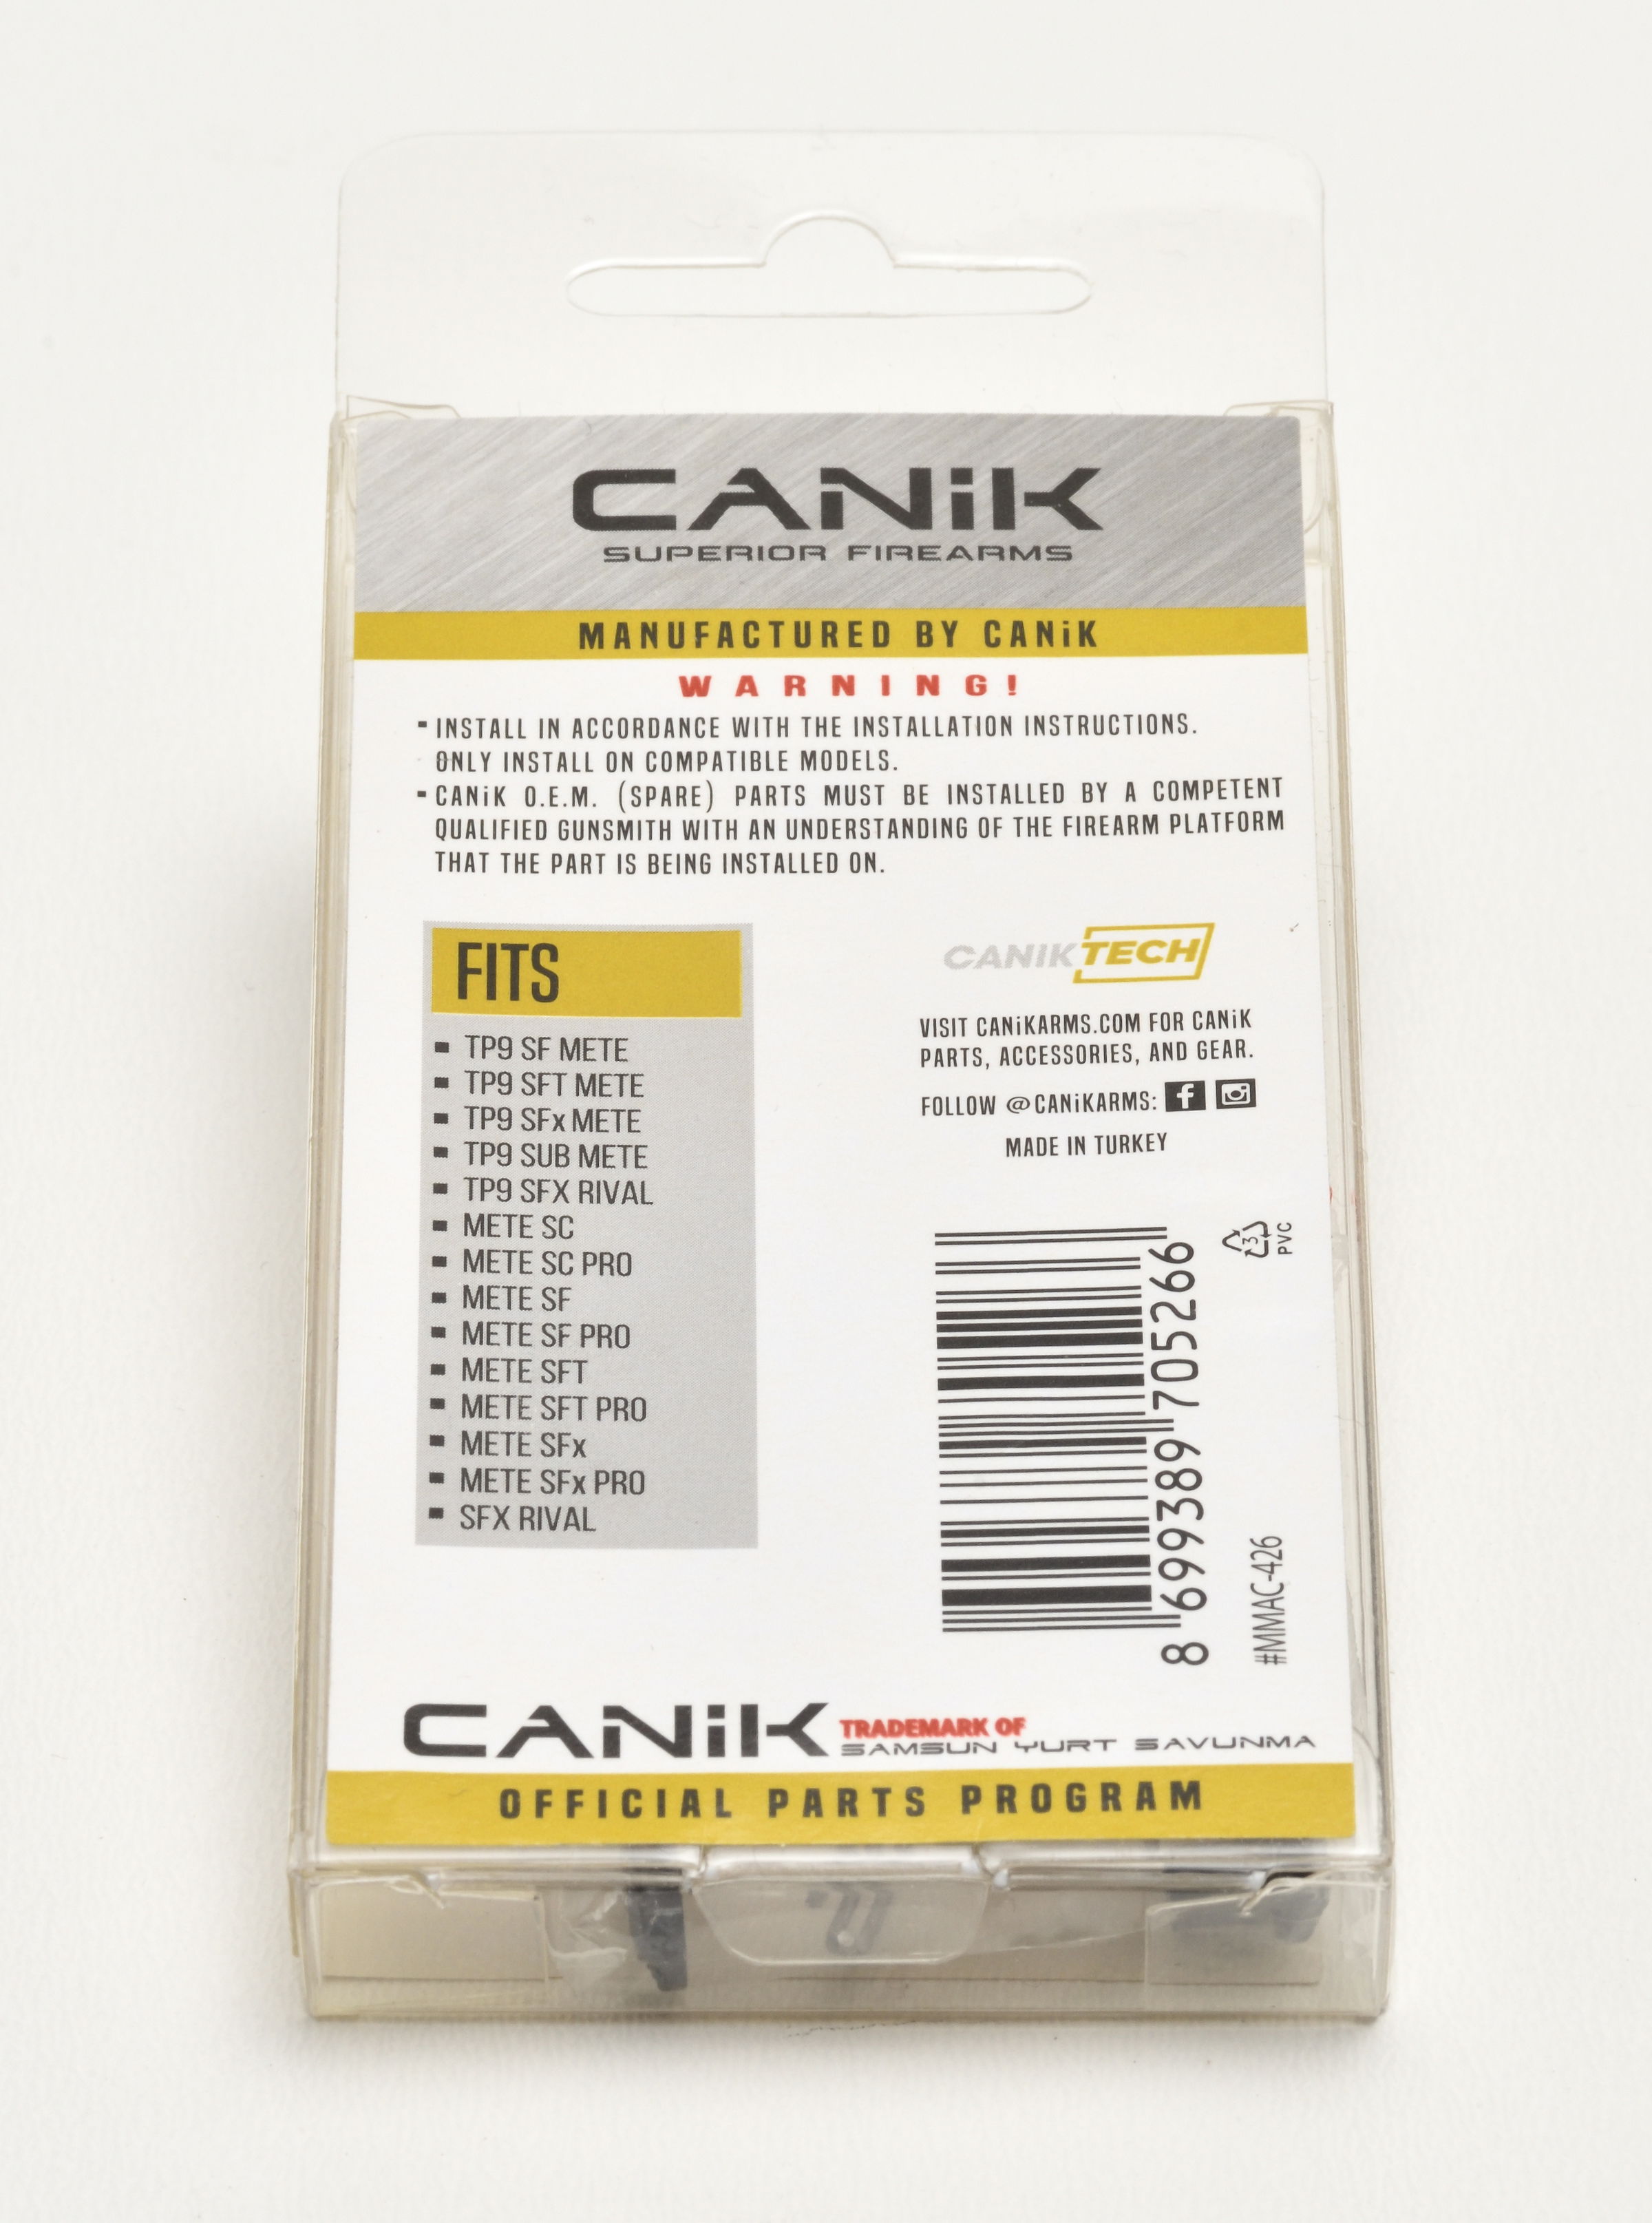 CANiK
SUPERIOR FIREARMS
MANUFACTURED BY CANiK
WARNING!
- INSTALL IN ACCORDANCE WITH THE INSTALLATION INSTRUCTIONS.
ONLY INSTALL ON COMPATIBLE MODELS.
- CANiK O.E.M. (SPARE) PARTS MUST BE INSTALLED BY A COMPETENT
QUALIFIED GUNSMITH WITH AN UNDERSTANDING OF THE FIREARM PLATFORM
THAT THE PART IS BEING INSTALLED ON.
FITS
▪ TP9 SF METE
▪ TP9 SFT METE
▪ TP9 SFx METE
▪ TP9 SUB METE
▪ TP9 SFX RIVAL
▪ METE SC
▪ METE SC PRO
▪ METE SF
▪ METE SF PRO
▪ METE SFT
▪ METE SFT PRO
▪ METE SFx
▪ METE SFx PRO
▪ SFX RIVAL
CANiKTECH
VISIT CANiKARMS.COM FOR CANiK
PARTS, ACCESSORIES, AND GEAR.
FOLLOW @CANiKARMS:
MADE IN TURKEY
8 699389 705266
3
PVC
#MMAC-426
CANiK TRADEMARK OF
SAMSUN YURT SAVUNMA
OFFICIAL PARTS PROGRAM